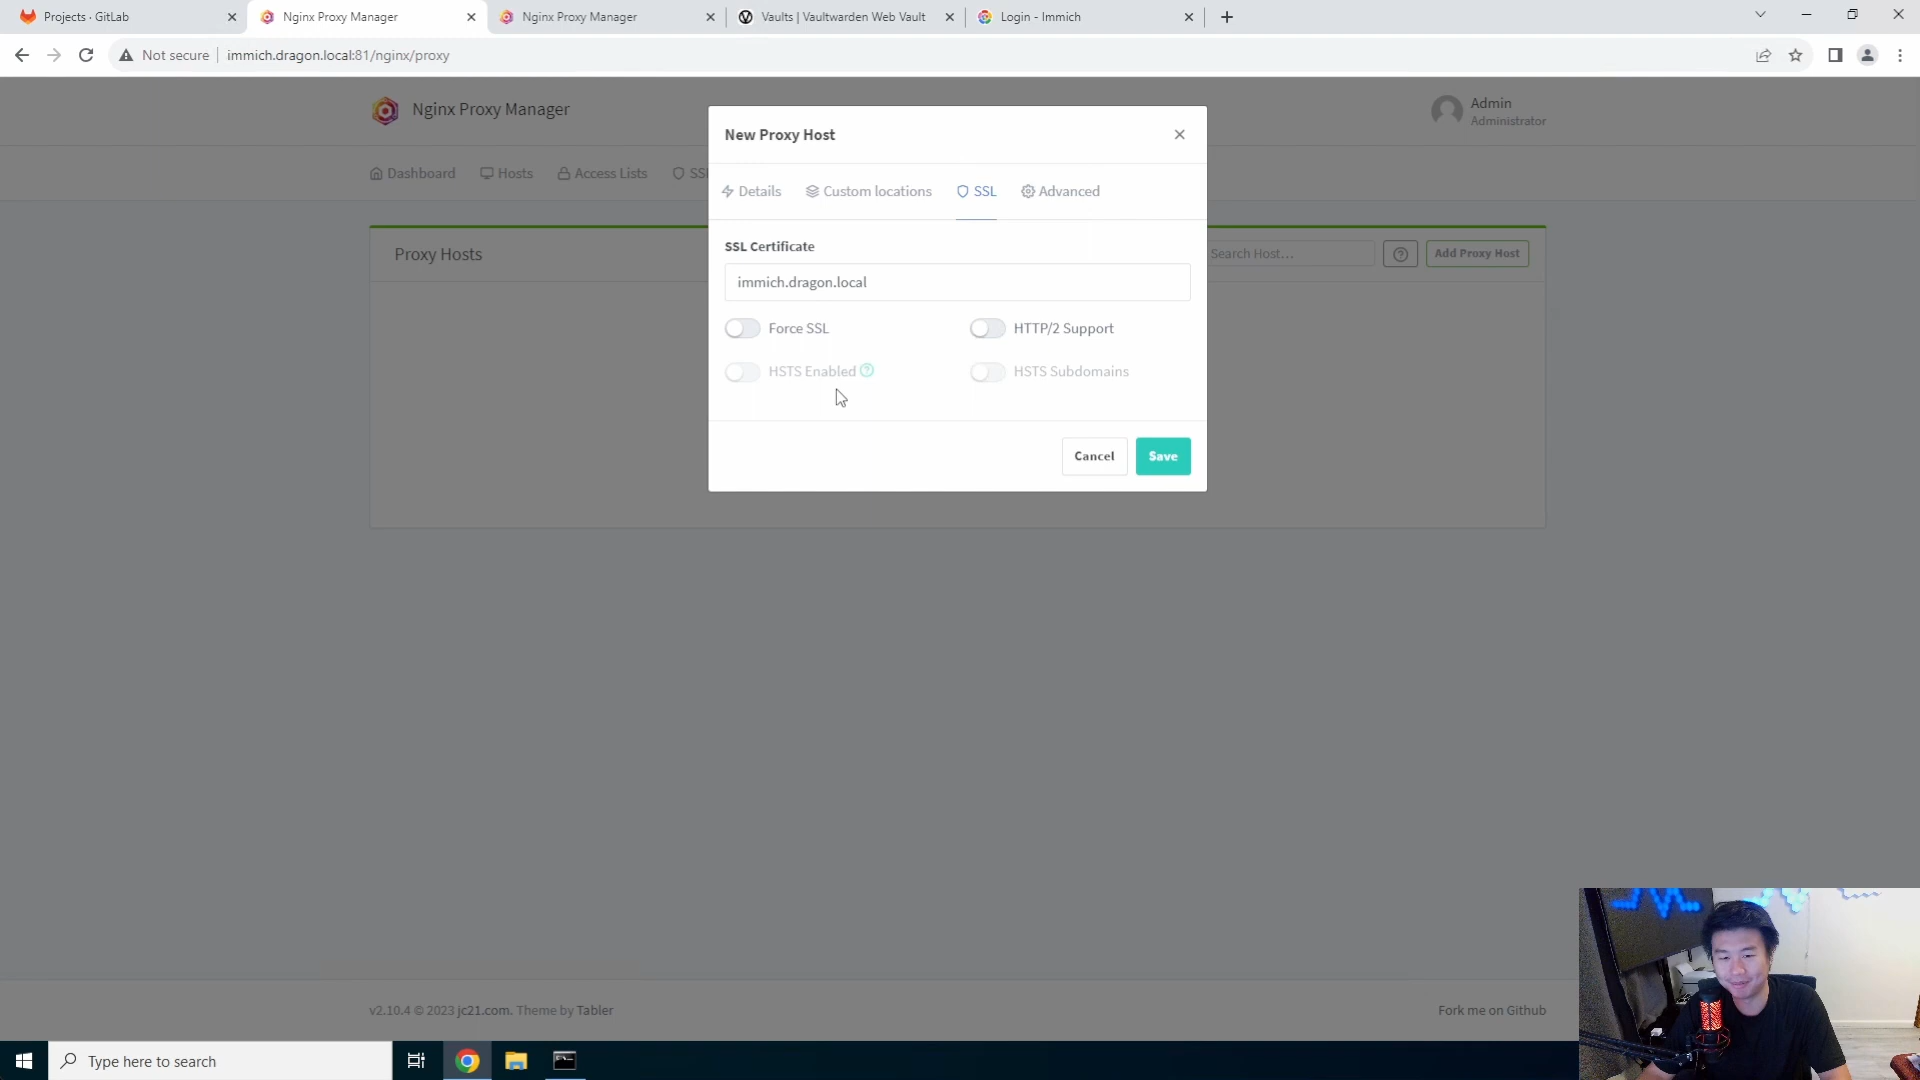 Projects · GitLab
Nginx Proxy Manager
Nginx Proxy Manager
Vaults | Vaultwarden Web Vault
Login - Immich
Not secure
immich.dragon.local:81/nginx/proxy
Nginx Proxy Manager
Admin
Administrator
Dashboard
Hosts
Access Lists
SSL
New Proxy Host
Details
Custom locations
SSL
Advanced
Proxy Hosts
Search Host...
Add Proxy Host
SSL Certificate
immich.dragon.local
Force SSL
HTTP/2 Support
HSTS Enabled
HSTS Subdomains
Cancel
Save
v2.10.4 © 2023 jc21.com. Theme by Tabler
Fork me on Github
Type here to search